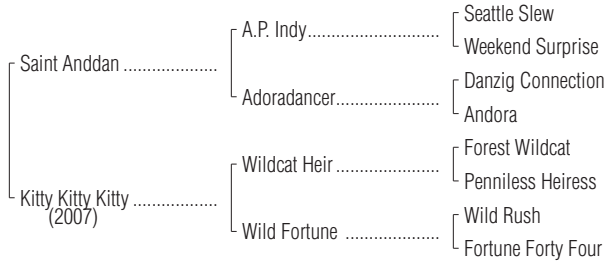 Seattle Slew
A.P. Indy..............................
Weekend Surprise
Saint Anddan ...................
Danzig Connection
Adoradancer.......................
Andora
Forest Wildcat
Wildcat Heir ........................
Penniless Heiress
Kitty Kitty Kitty .................
(2007)
Wild Rush
Wild Fortune .....................
Fortune Forty Four